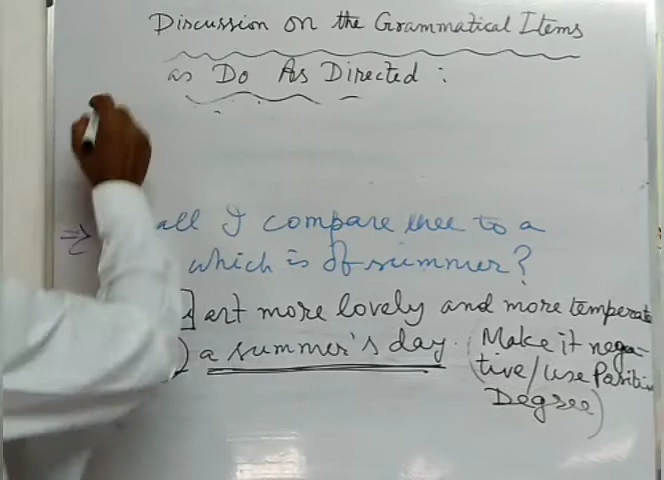 Discussion on the Grammatical Items
as Do As Directed :
⇒ all I compare thee to a
which is of summer?
] art more lovely and more temperate
) a summer's day. (Make it nega-
tive/use Positive
Degree)